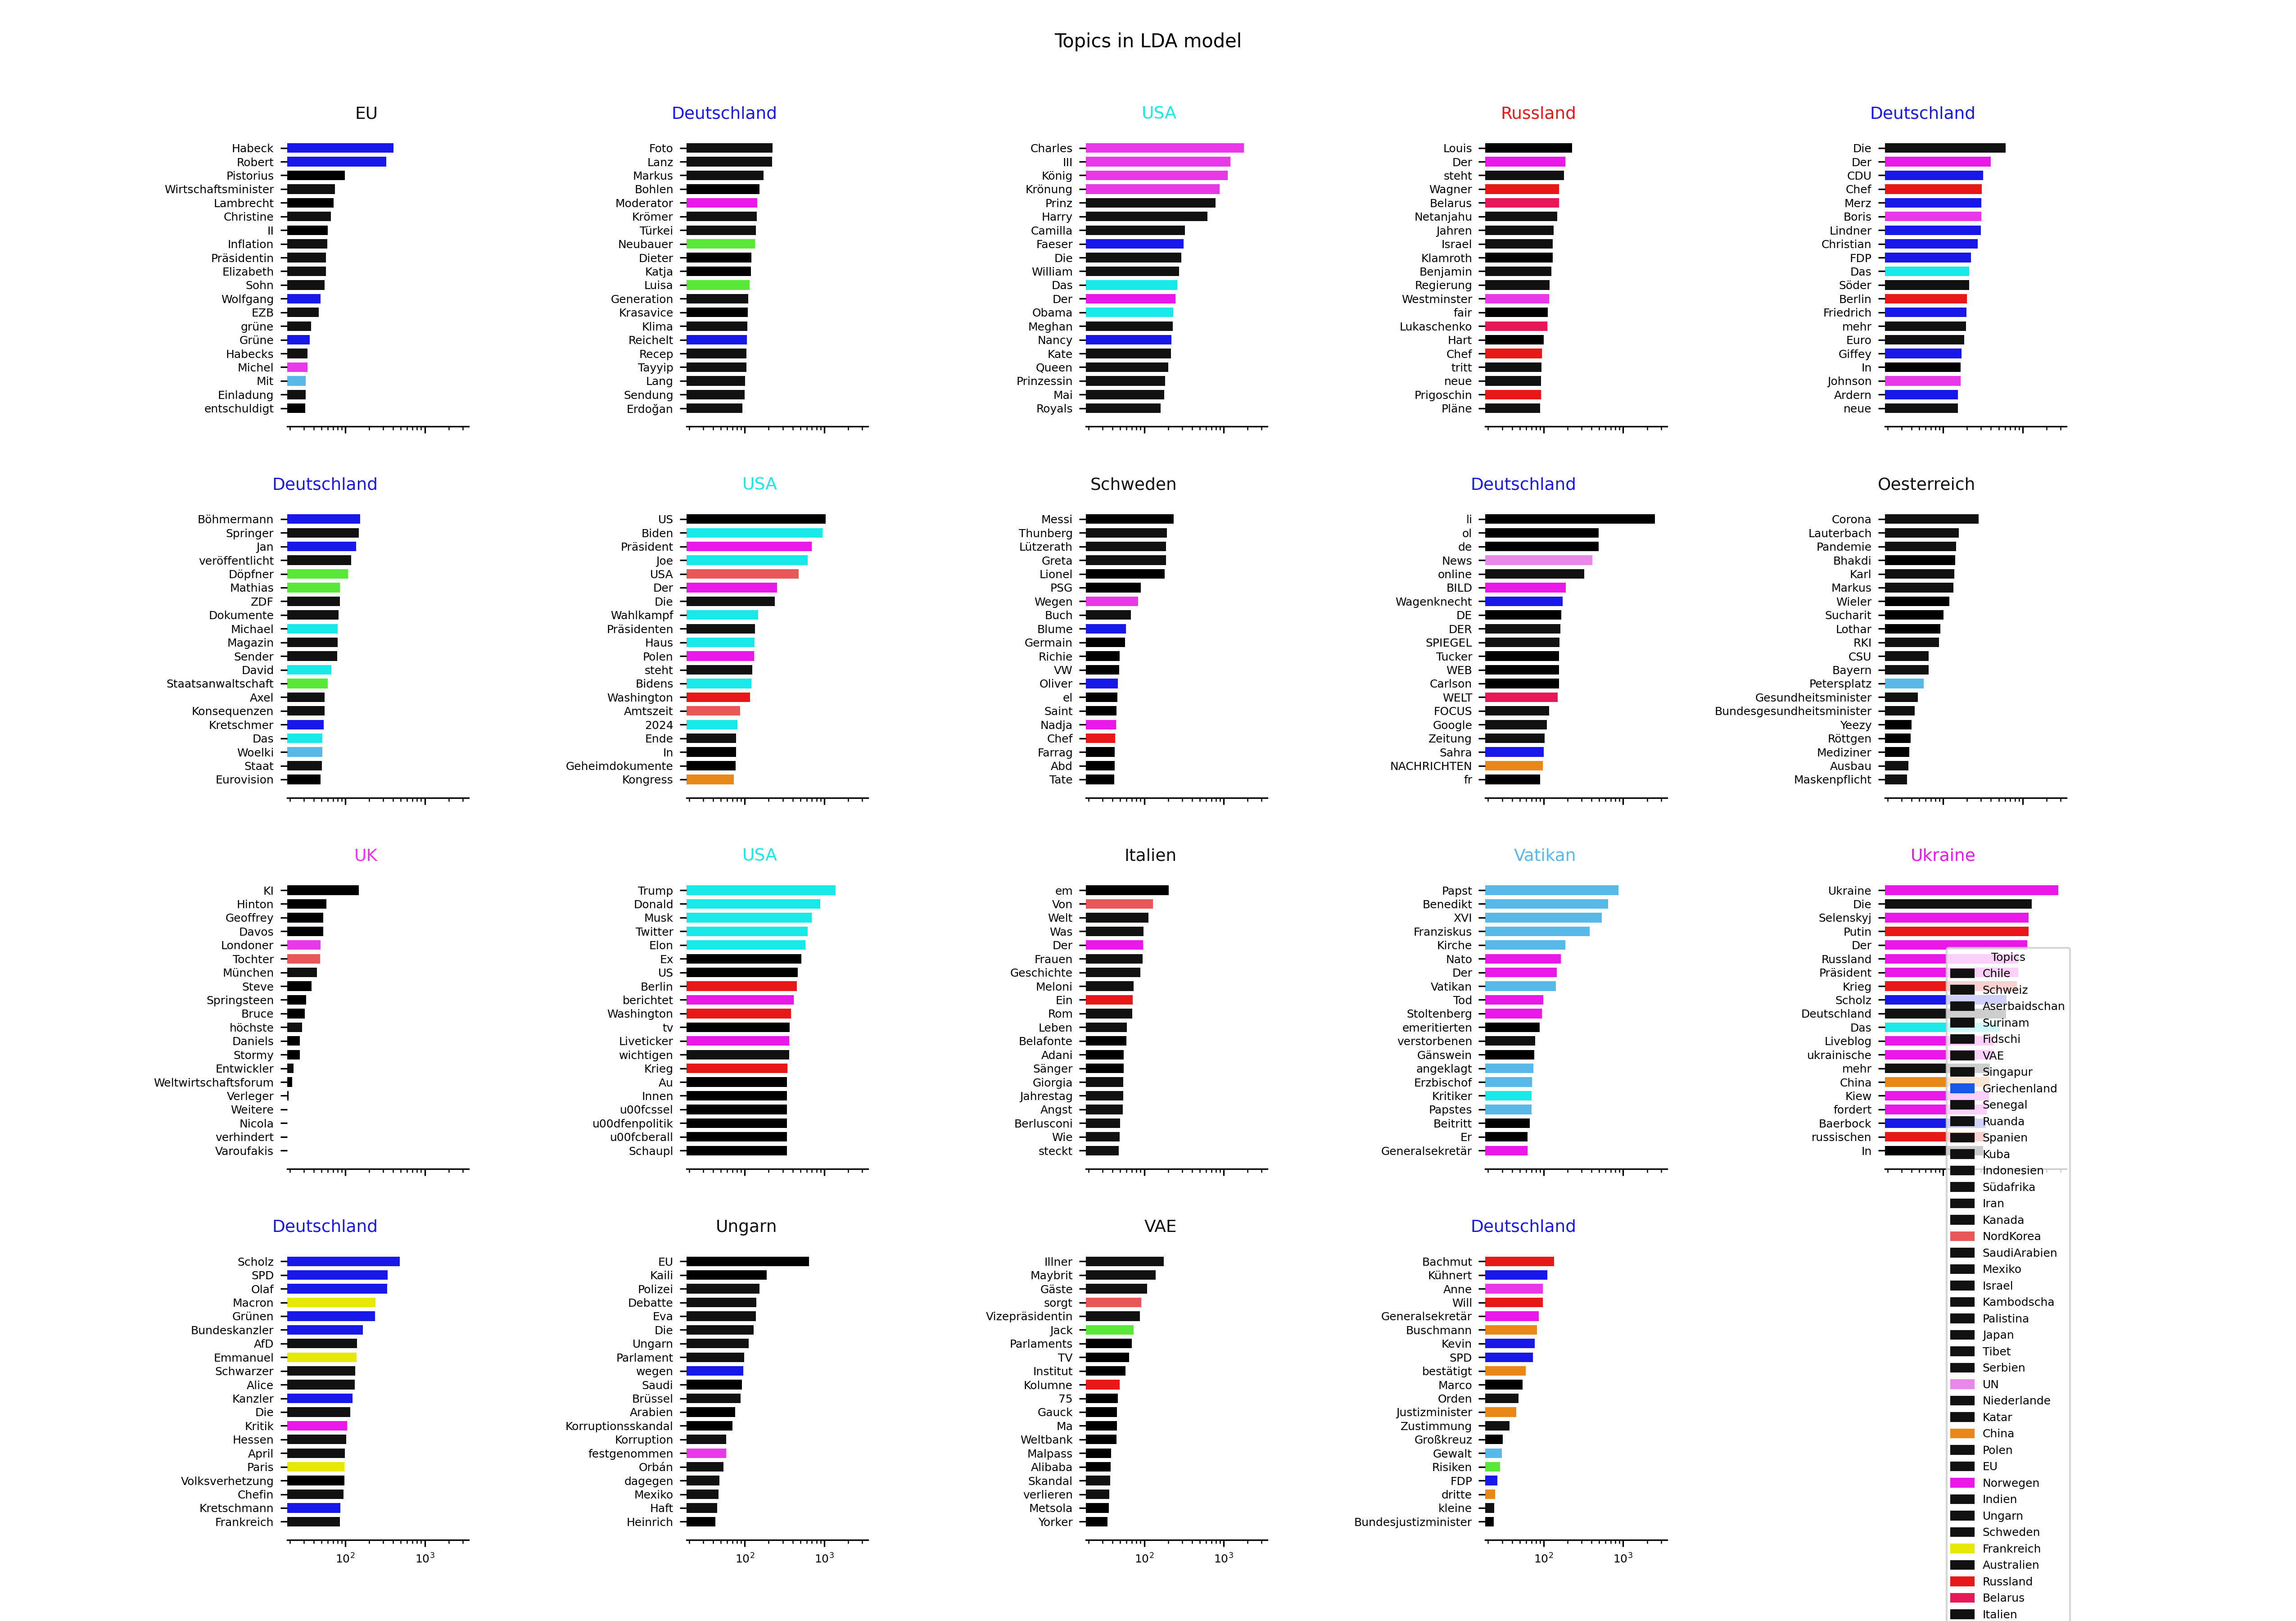 Topics in LDA model
EU
Habeck
Robert
Pistorius
Wirtschaftsminister
Lambrecht
Christine
II
Inflation
Präsidentin
Elizabeth
Sohn
Wolfgang
EZB
grüne
Grüne
Habecks
Michel
Mit
Einladung
entschuldigt
Deutschland
Foto
Lanz
Markus
Bohlen
Moderator
Krömer
Türkei
Neubauer
Dieter
Katja
Luisa
Generation
Krasavice
Klima
Reichelt
Recep
Tayyip
Lang
Sendung
Erdoğan
USA
Charles
III
König
Krönung
Prinz
Harry
Camilla
Faeser
Die
William
Das
Der
Obama
Meghan
Nancy
Kate
Queen
Prinzessin
Mai
Royals
Russland
Louis
Der
steht
Wagner
Belarus
Netanjahu
Jahren
Israel
Klamroth
Benjamin
Regierung
Westminster
fair
Lukaschenko
Hart
Chef
tritt
neue
Prigoschin
Pläne
Deutschland
Die
Der
CDU
Chef
Merz
Boris
Lindner
Christian
FDP
Das
Söder
Berlin
Friedrich
mehr
Euro
Giffey
In
Johnson
Ardern
neue
Deutschland
Böhmermann
Springer
Jan
veröffentlicht
Döpfner
Mathias
ZDF
Dokumente
Michael
Magazin
Sender
David
Staatsanwaltschaft
Axel
Konsequenzen
Kretschmer
Das
Woelki
Staat
Eurovision
USA
US
Biden
Präsident
Joe
USA
Der
Die
Wahlkampf
Präsidenten
Haus
Polen
steht
Bidens
Washington
Amtszeit
2024
Ende
In
Geheimdokumente
Kongress
Schweden
Messi
Thunberg
Lützerath
Greta
Lionel
PSG
Wegen
Buch
Blume
Germain
Richie
VW
Oliver
el
Saint
Nadja
Chef
Farrag
Abd
Tate
Deutschland
li
ol
de
News
online
BILD
Wagenknecht
DE
DER
SPIEGEL
Tucker
WEB
Carlson
WELT
FOCUS
Google
Zeitung
Sahra
NACHRICHTEN
fr
Oesterreich
Corona
Lauterbach
Pandemie
Bhakdi
Karl
Markus
Wieler
Sucharit
Lothar
RKI
CSU
Bayern
Petersplatz
Gesundheitsminister
Bundesgesundheitsminister
Yeezy
Röttgen
Mediziner
Ausbau
Maskenpflicht
UK
KI
Hinton
Geoffrey
Davos
Londoner
Tochter
München
Steve
Springsteen
Bruce
höchste
Daniels
Stormy
Entwickler
Weltwirtschaftsforum
Verleger
Weitere
Nicola
verhindert
Varoufakis
USA
Trump
Donald
Musk
Twitter
Elon
Ex
US
Berlin
berichtet
Washington
tv
Liveticker
wichtigen
Krieg
Au
Innen
u00fcssel
u00dfenpolitik
u00fcberall
Schaupl
Italien
em
Von
Welt
Was
Der
Frauen
Geschichte
Meloni
Ein
Rom
Leben
Belafonte
Adani
Sänger
Giorgia
Jahrestag
Angst
Berlusconi
Wie
steckt
Vatikan
Papst
Benedikt
XVI
Franziskus
Kirche
Nato
Der
Vatikan
Tod
Stoltenberg
emeritierten
verstorbenen
Gänswein
angeklagt
Erzbischof
Kritiker
Papstes
Beitritt
Er
Generalsekretär
Ukraine
Ukraine
Die
Selenskyj
Putin
Der
Russland
Präsident
Krieg
Scholz
Deutschland
Das
Liveblog
ukrainische
mehr
China
Kiew
fordert
Baerbock
russischen
In
Deutschland
Scholz
SPD
Olaf
Macron
Grünen
Bundeskanzler
AfD
Emmanuel
Schwarzer
Alice
Kanzler
Die
Kritik
Hessen
April
Paris
Volksverhetzung
Chefin
Kretschmann
Frankreich
10²
10³
Ungarn
EU
Kaili
Polizei
Debatte
Eva
Die
Ungarn
Parlament
wegen
Saudi
Brüssel
Arabien
Korruptionsskandal
Korruption
festgenommen
Orbán
dagegen
Mexiko
Haft
Heinrich
10²
10³
VAE
Illner
Maybrit
Gäste
sorgt
Vizepräsidentin
Jack
Parlaments
TV
Institut
Kolumne
75
Gauck
Ma
Weltbank
Malpass
Alibaba
Skandal
verlieren
Metsola
Yorker
10²
10³
Deutschland
Bachmut
Kühnert
Anne
Will
Generalsekretär
Buschmann
Kevin
SPD
bestätigt
Marco
Orden
Justizminister
Zustimmung
Großkreuz
Gewalt
Risiken
FDP
dritte
kleine
Bundesjustizminister
10²
10³
Topics
Chile
Schweiz
Aserbaidschan
Surinam
Fidschi
VAE
Singapur
Griechenland
Senegal
Ruanda
Spanien
Kuba
Indonesien
Südafrika
Iran
Kanada
NordKorea
SaudiArabien
Mexiko
Israel
Kambodscha
Palistina
Japan
Tibet
Serbien
UN
Niederlande
Katar
China
Polen
EU
Norwegen
Indien
Ungarn
Schweden
Frankreich
Australien
Russland
Belarus
Italien